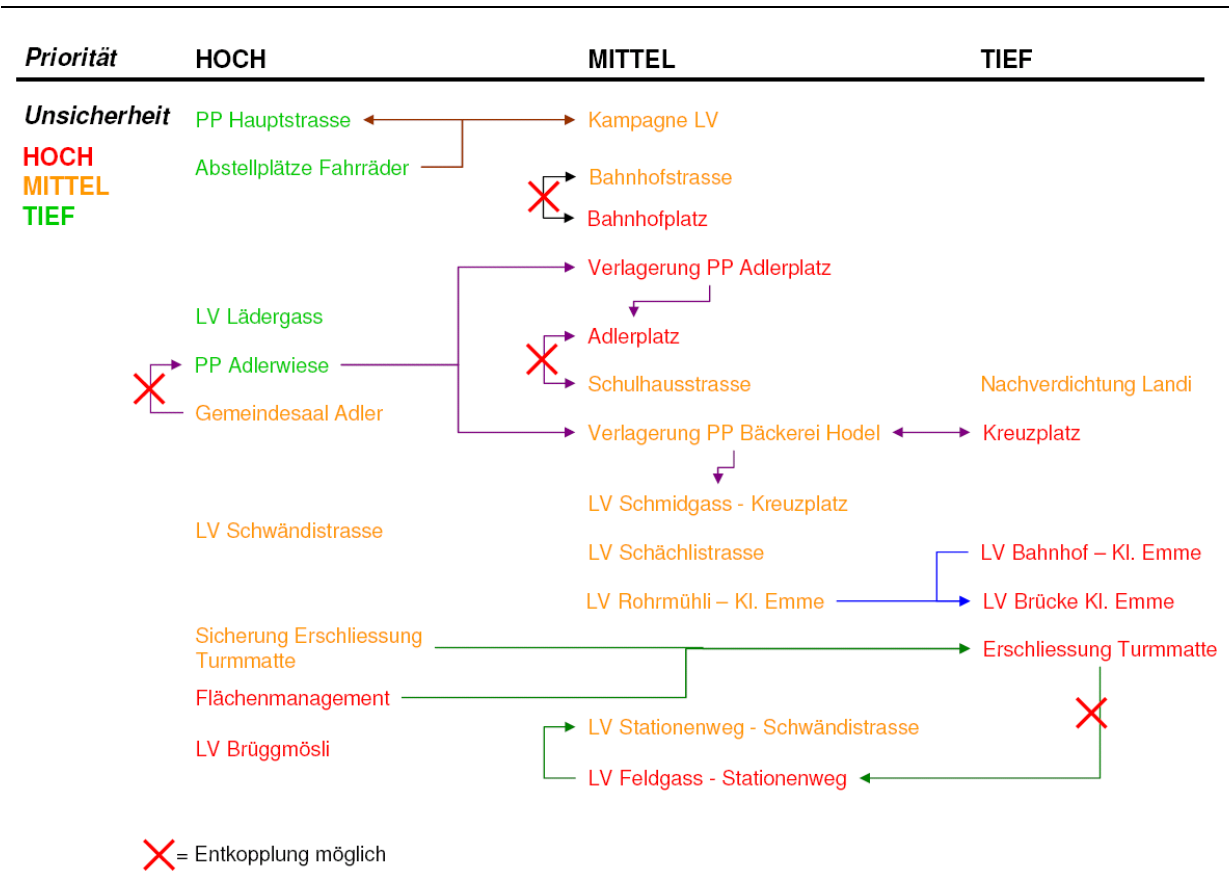 Priorität HOCH MITTEL TIEF
Unsicherheit
HOCH
MITTEL
TIEF
PP Hauptstrasse Kampagne LV
Abstellplätze Fahrräder
Bahnhofstrasse
Bahnhofplatz
Verlagerung PP Adlerplatz
LV Lädergass
Adlerplatz
PP Adlerwiese
Schulhausstrasse Nachverdichtung Landi
Gemeindesaal Adler
Verlagerung PP Bäckerei Hodel Kreuzplatz
LV Schmidgass - Kreuzplatz
LV Schwändistrasse
LV Schächlistrasse LV Bahnhof – Kl. Emme
LV Rohrmühli – Kl. Emme LV Brücke Kl. Emme
Sicherung Erschliessung
Turmmatte
Erschliessung Turmmatte
Flächenmanagement
LV Stationenweg - Schwändistrasse
LV Brüggmösli
LV Feldgass - Stationenweg
= Entkopplung möglich